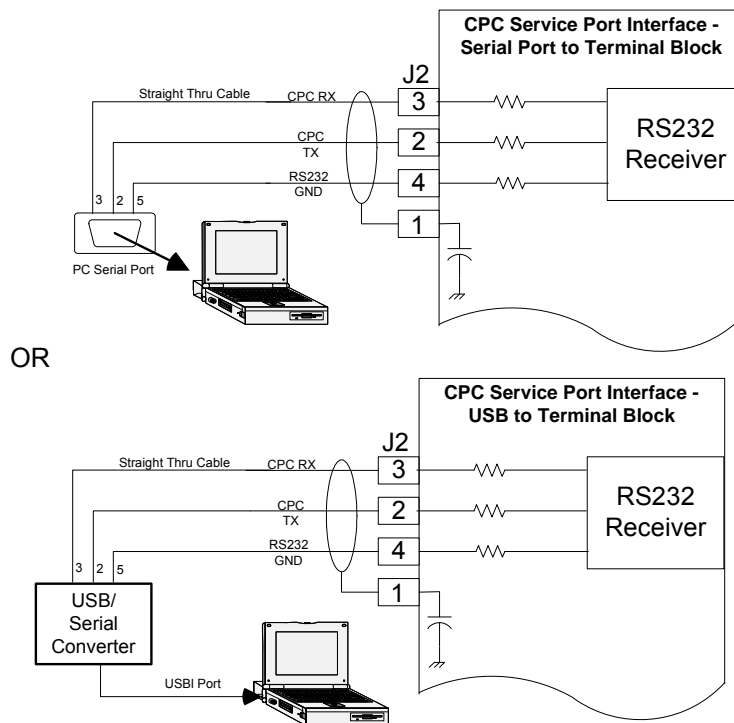 CPC Service Port Interface -
Serial Port to Terminal Block
J2
Straight Thru Cable
CPC RX
3
CPC
TX
2
RS232
GND
4
1
RS232
Receiver
3 2 5
PC Serial Port
OR
CPC Service Port Interface -
USB to Terminal Block
J2
Straight Thru Cable
CPC RX
3
CPC
TX
2
RS232
GND
4
1
RS232
Receiver
3 2 5
USB/
Serial
Converter
USBl Port